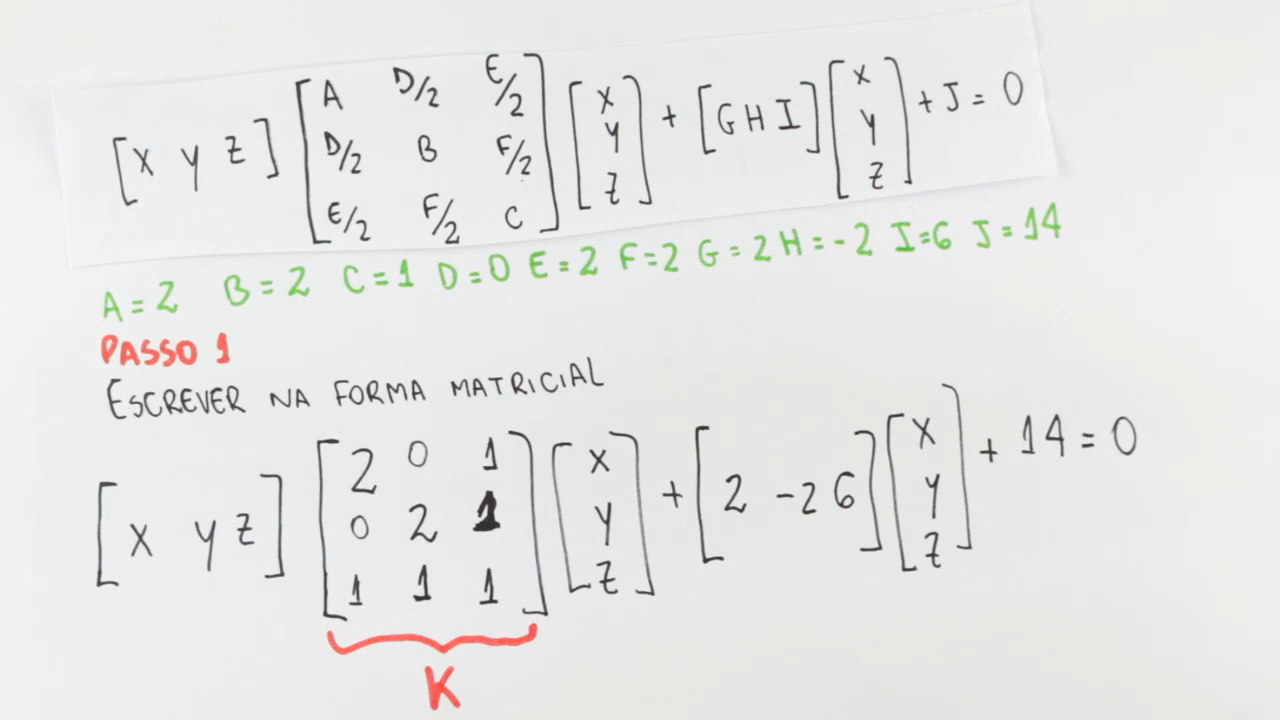 [x y z] [A D/2 E/2 D/2 B F/2 E/2 F/2 C] [x y z] + [G H I] [x y z] + J = 0
A = 2 B = 2 C = 1 D = 0 E = 2 F = 2 G = 2 H = -2 I = 6 J = 14
PASSO 1
ESCREVER NA FORMA MATRICIAL
[x y z] [2 0 1 0 2 1 1 1 1] [x y z] + [2 -2 6] [x y z] + 14 = 0
K